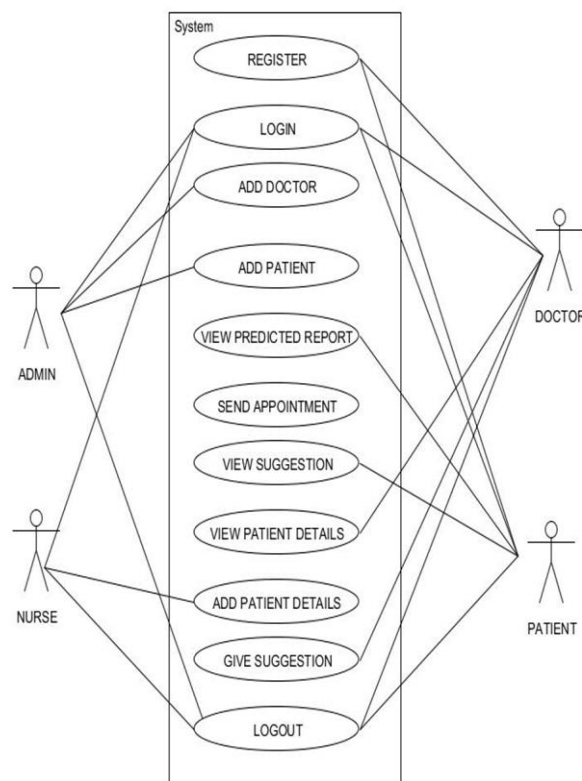 System
REGISTER
LOGIN
ADD DOCTOR
ADD PATIENT
DOCTOR
VIEW PREDICTED REPORT
ADMIN
SEND APPOINTMENT
VIEW SUGGESTION
VIEW PATIENT DETAILS
ADD PATIENT DETAILS
NURSE
PATIENT
GIVE SUGGESTION
LOGOUT